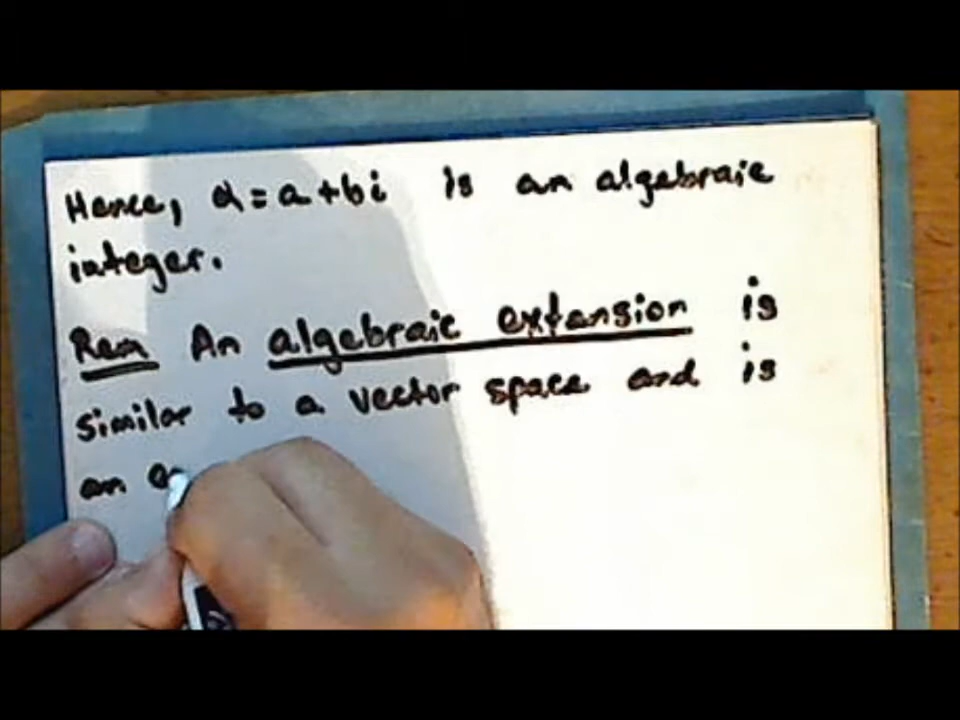 Hence, α = a + bi is an algebraic
integer.
Rem An algebraic extension is
similar to a vector space and is
an